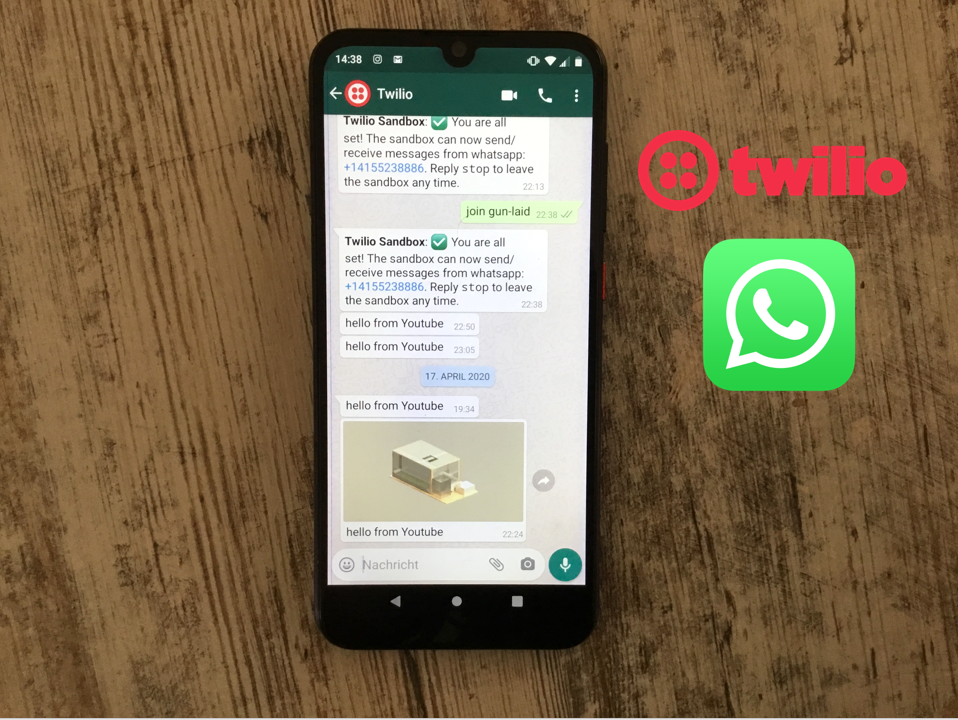 14:38
Twilio
Twilio Sandbox: ✅ You are all
set! The sandbox can now send/
receive messages from whatsapp:
+14155238886. Reply stop to leave
the sandbox any time.
22:13
join gun-laid 22:38
Twilio Sandbox: ✅ You are all
set! The sandbox can now send/
receive messages from whatsapp:
+14155238886. Reply stop to leave
the sandbox any time.
22:38
hello from Youtube 22:50
hello from Youtube 23:05
17. APRIL 2020
hello from Youtube 19:34
hello from Youtube 22:24
Nachricht
twilio